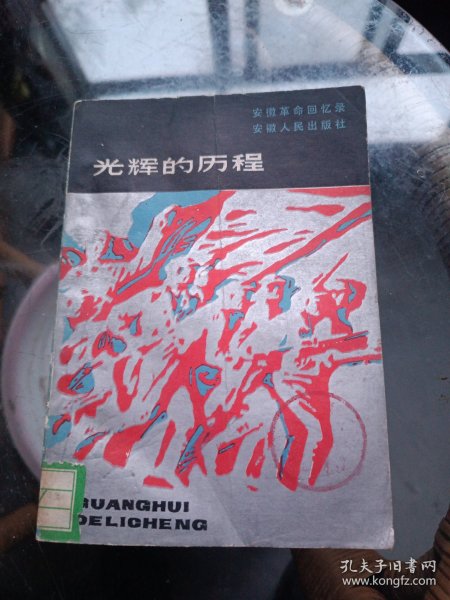 安徽革命回忆录
安徽人民出版社
光辉的历程
GUANGHUI
DELICHENG
孔夫子旧书网
www.kongfz.com